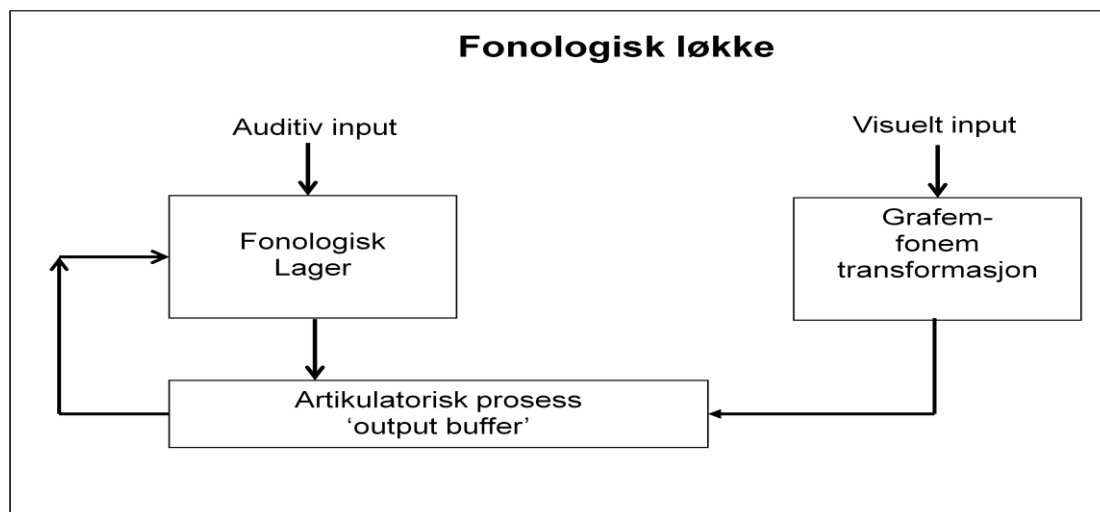 Fonologisk løkke
Auditiv input
Visuelt input
Fonologisk
Lager
Grafem-
fonem
transformasjon
Artikulatorisk prosess
‘output buffer’